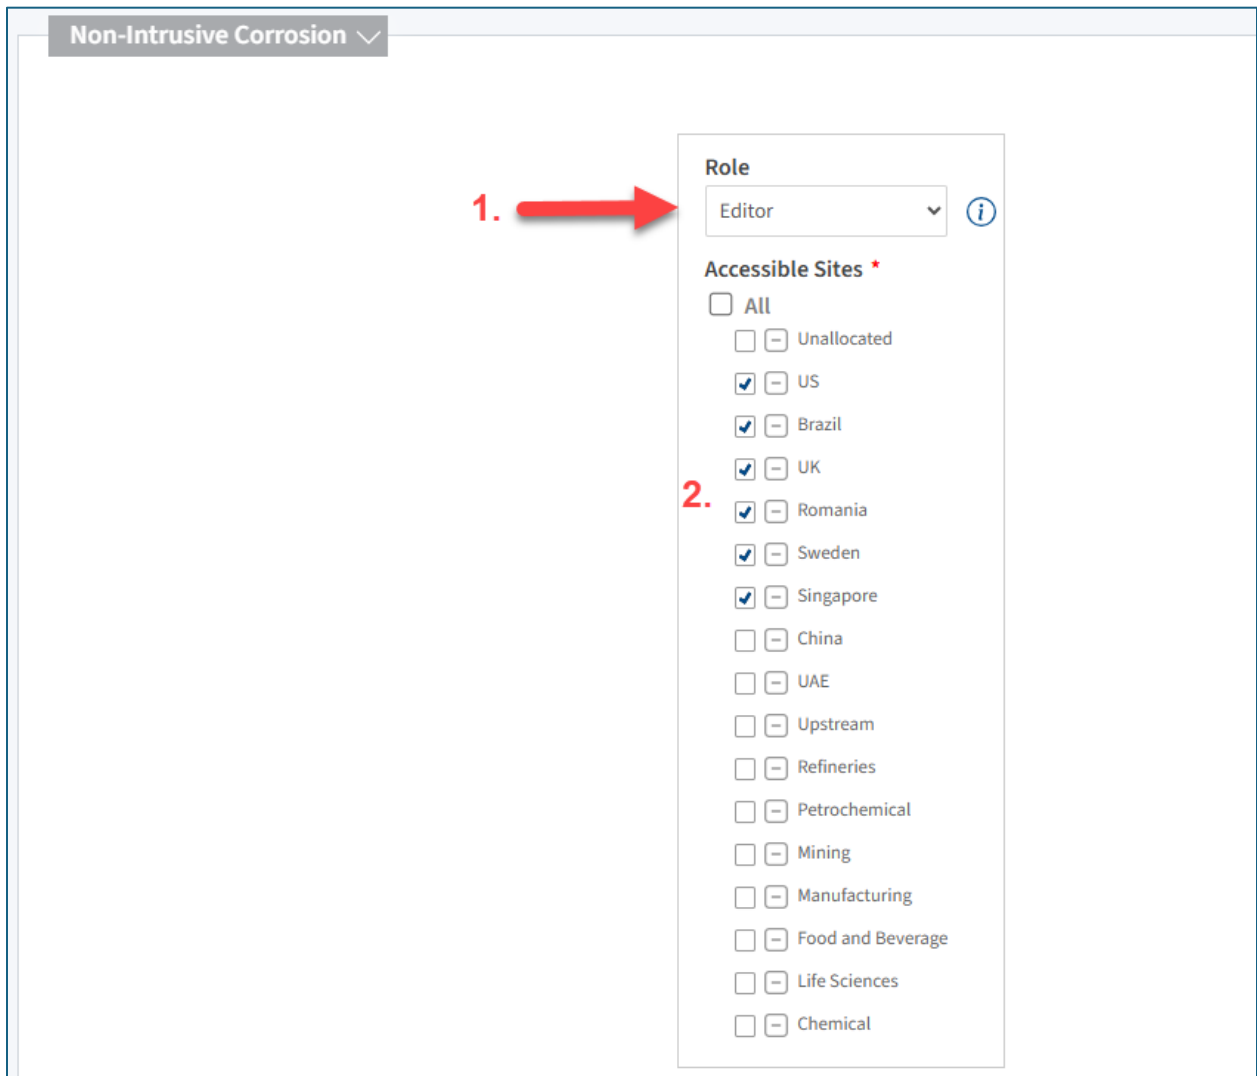 Non-Intrusive Corrosion
Role
1.
Editor
i
Accessible Sites *
All
Unallocated
US
Brazil
UK
2.
Romania
Sweden
Singapore
China
UAE
Upstream
Refineries
Petrochemical
Mining
Manufacturing
Food and Beverage
Life Sciences
Chemical